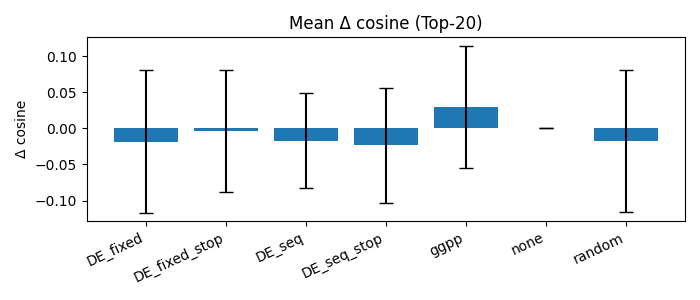 Mean Δ cosine (Top-20)
Δ cosine
0.10
0.05
0.00
−0.05
−0.10
DE_fixed
DE_fixed_stop
DE_seq
DE_seq_stop
ggpp
none
random